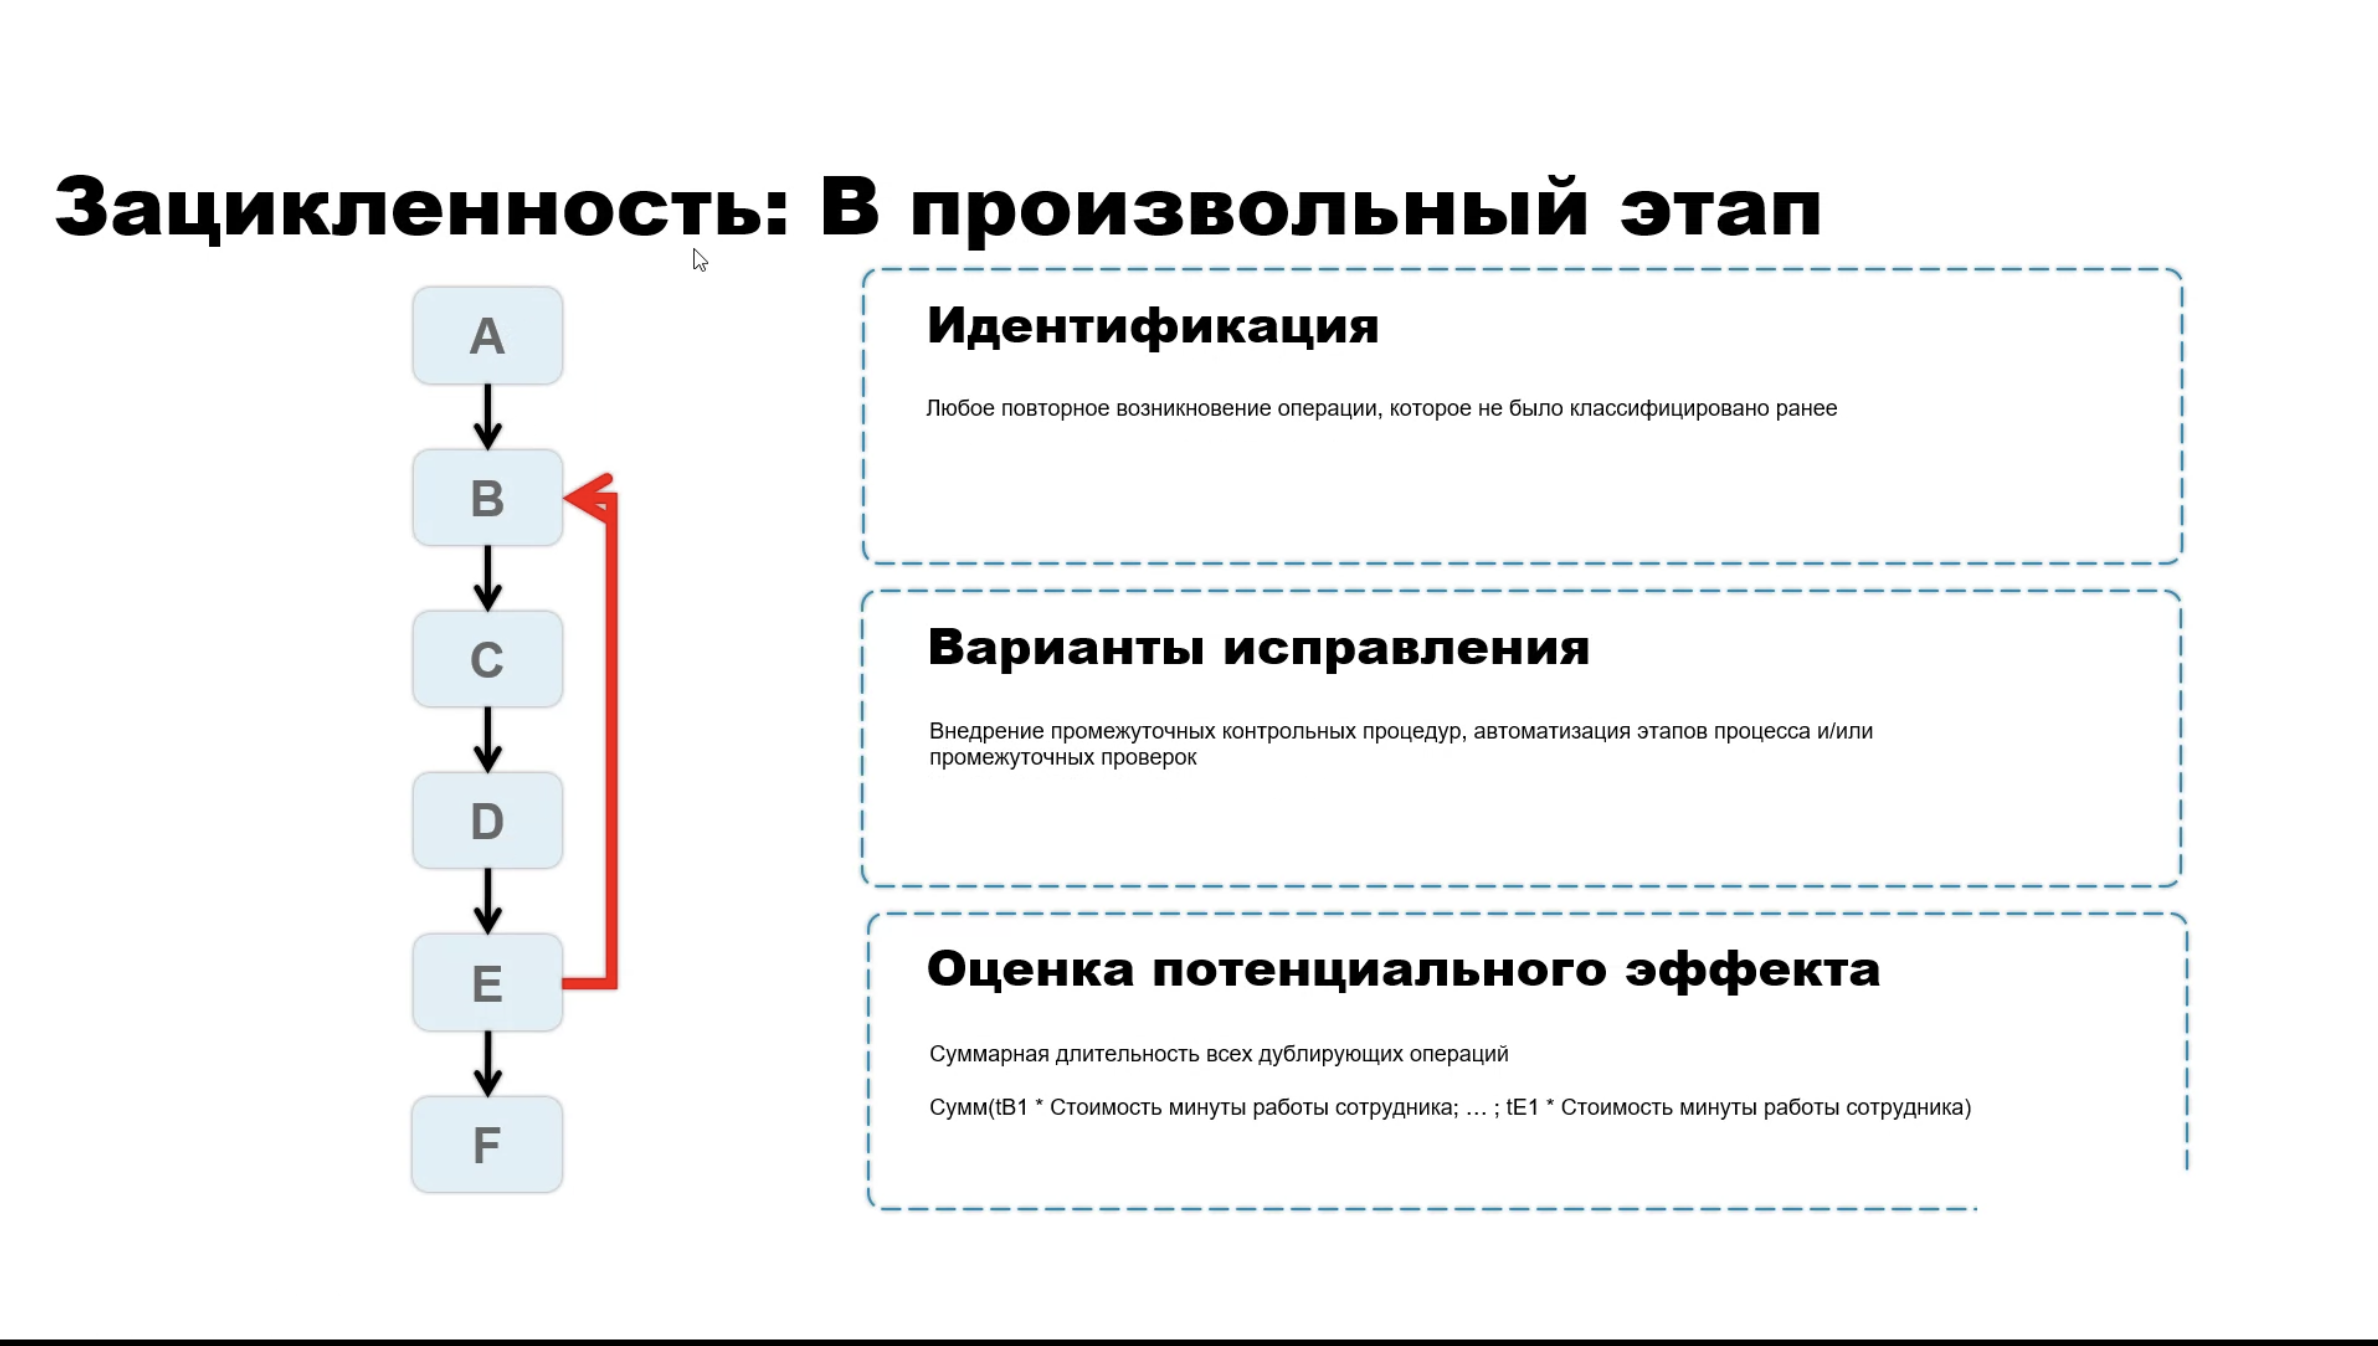 Зацикленность: В произвольный этап
A
B
C
D
E
F
Идентификация
Любое повторное возникновение операции, которое не было классифицировано ранее
Варианты исправления
Внедрение промежуточных контрольных процедур, автоматизация этапов процесса и/или
промежуточных проверок
Оценка потенциального эффекта
Суммарная длительность всех дублирующих операций
Сумм(tB1 * Стоимость минуты работы сотрудника; … ; tE1 * Стоимость минуты работы сотрудника)